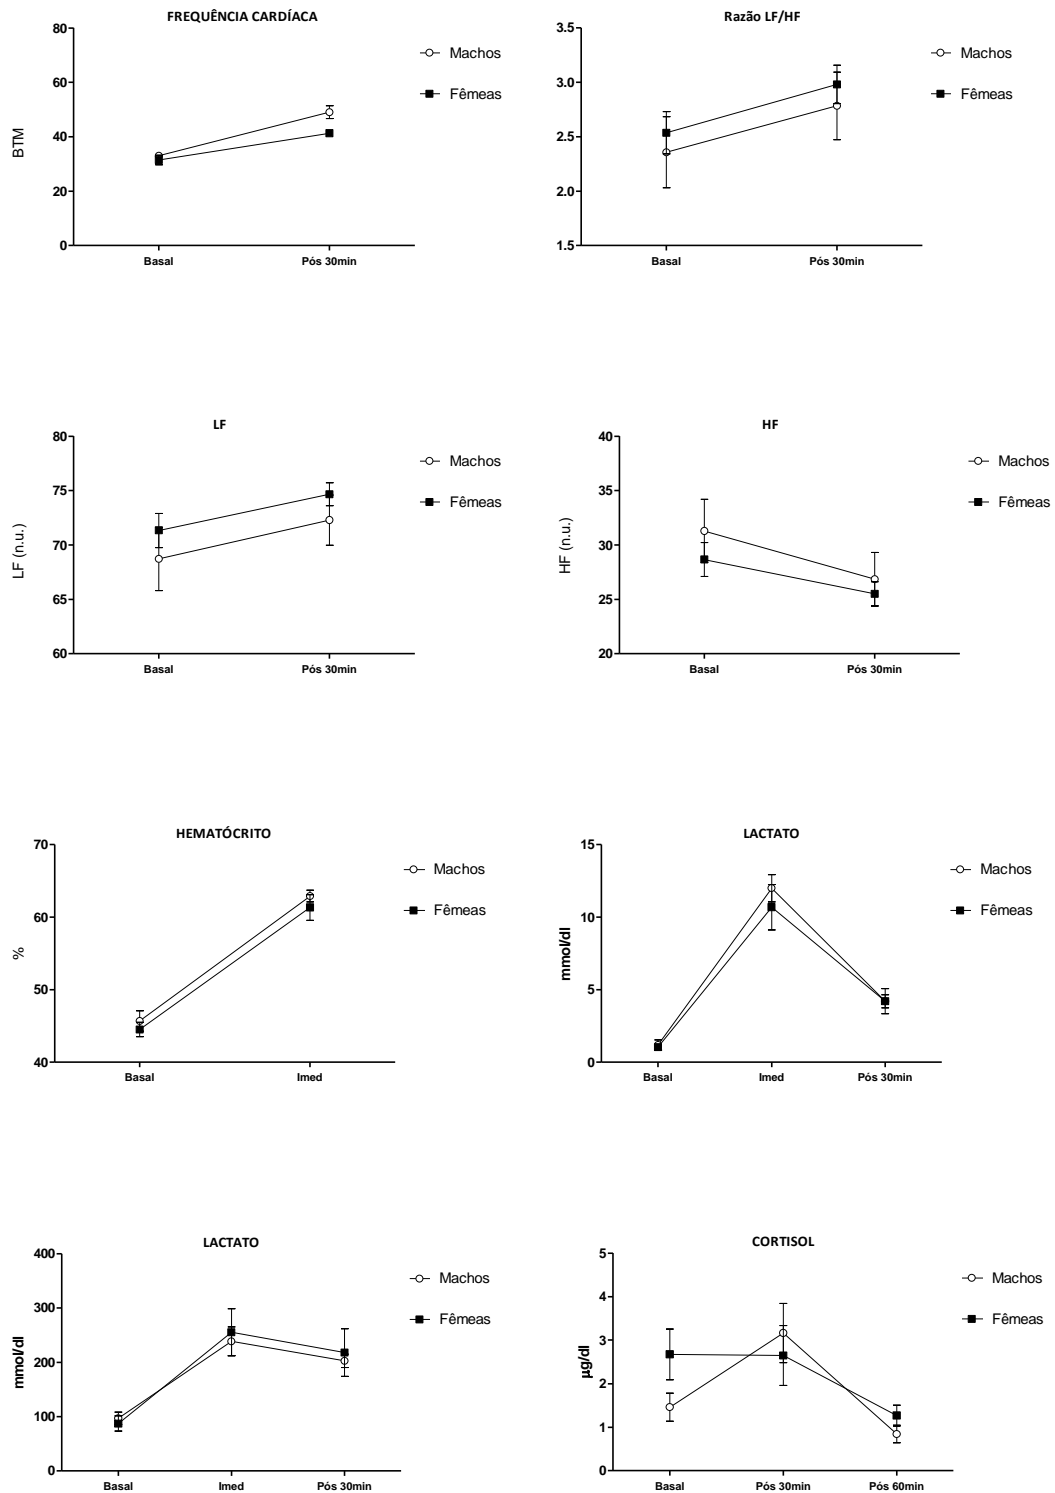 FREQUÊNCIA CARDÍACA
80
60
40
20
0
BTM
Basal
Pós 30min
Machos
Fêmeas
Razão LF/HF
3.5
3.0
2.5
2.0
1.5
Basal
Pós 30min
Machos
Fêmeas
LF
80
75
70
65
60
LF (n.u.)
Basal
Pós 30min
Machos
Fêmeas
HF
40
35
30
25
20
HF (n.u.)
Basal
Pós 30min
Machos
Fêmeas
HEMATÓCRITO
70
60
50
40
%
Basal
Imed
Machos
Fêmeas
LACTATO
15
10
5
0
mmol/dl
Basal
Imed
Pós 30min
Machos
Fêmeas
LACTATO
400
300
200
100
0
mmol/dl
Basal
Imed
Pós 30min
Machos
Fêmeas
CORTISOL
5
4
3
2
1
0
µg/dl
Basal
Pós 30min
Pós 60min
Machos
Fêmeas